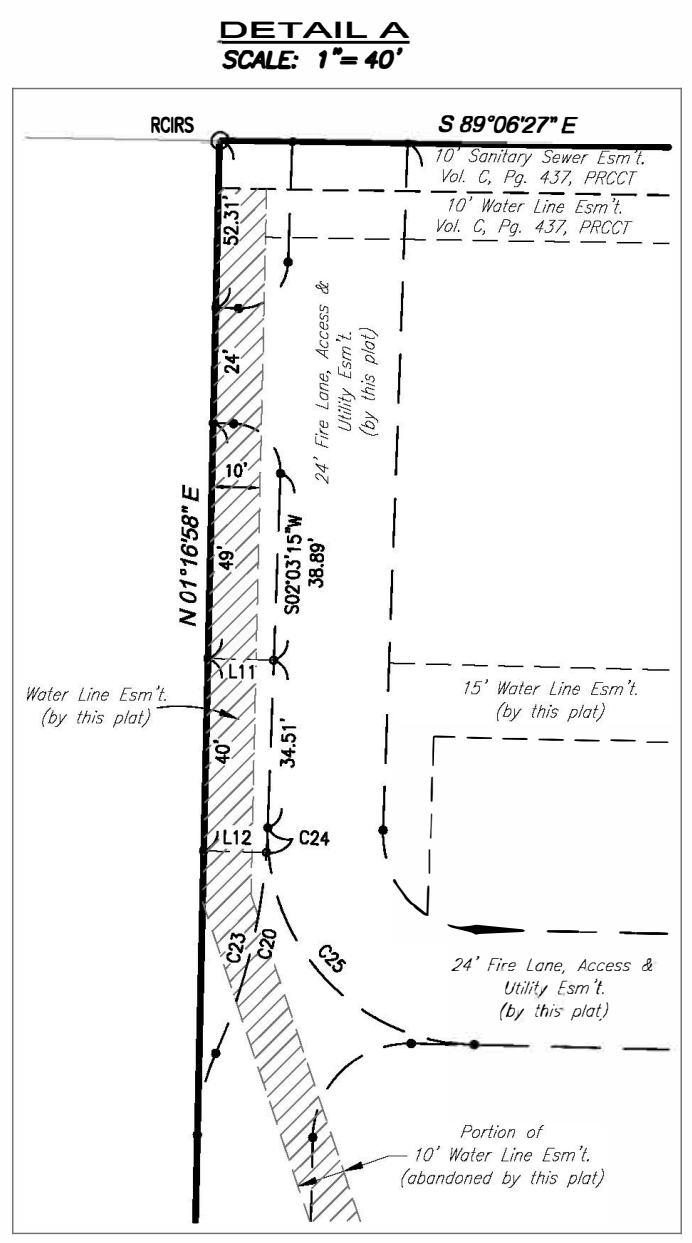 DETAIL A
SCALE: 1"= 40'
RCIRS
S 89°06'27" E
10' Sanitary Sewer Esm't.
Vol. C, Pg. 437, PRCCT
10' Water Line Esm't.
Vol. C, Pg. 437, PRCCT
52.31'
24' Fire Lane, Access &
Utility Esm't.
(by this plat)
24'
10'
N 01°16'58" E
49'
S02°03'15"W
38.89'
L11
Water Line Esm't.
(by this plat)
15' Water Line Esm't.
(by this plat)
40'
34.51'
L12
C24
C23
C20
C25
24' Fire Lane, Access &
Utility Esm't.
(by this plat)
Portion of
10' Water Line Esm't.
(abandoned by this plat)